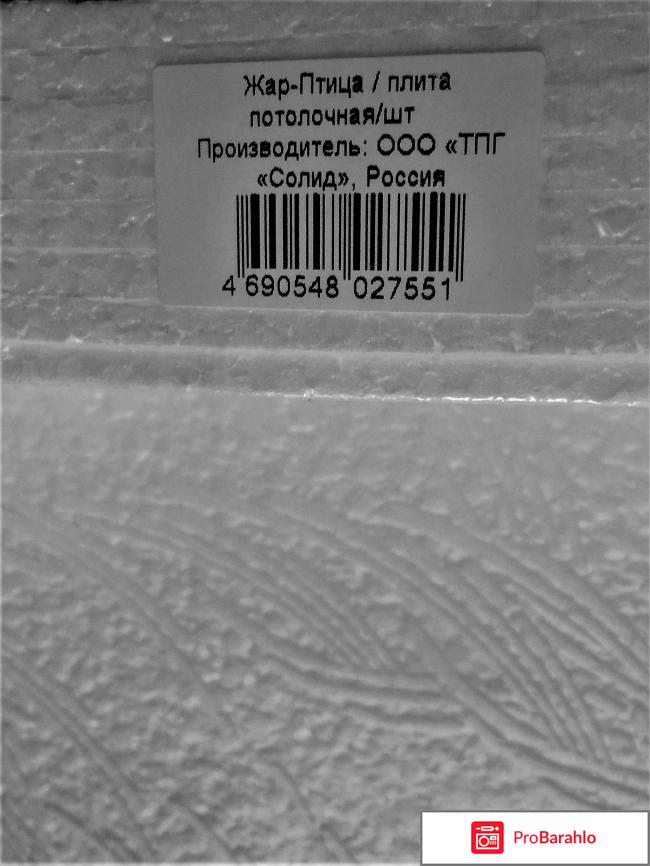 Жар-Птица / плита
потолочная/шт
Производитель: ООО «ТПГ
«Солид», Россия
4 690548 027551
ProBarahlo